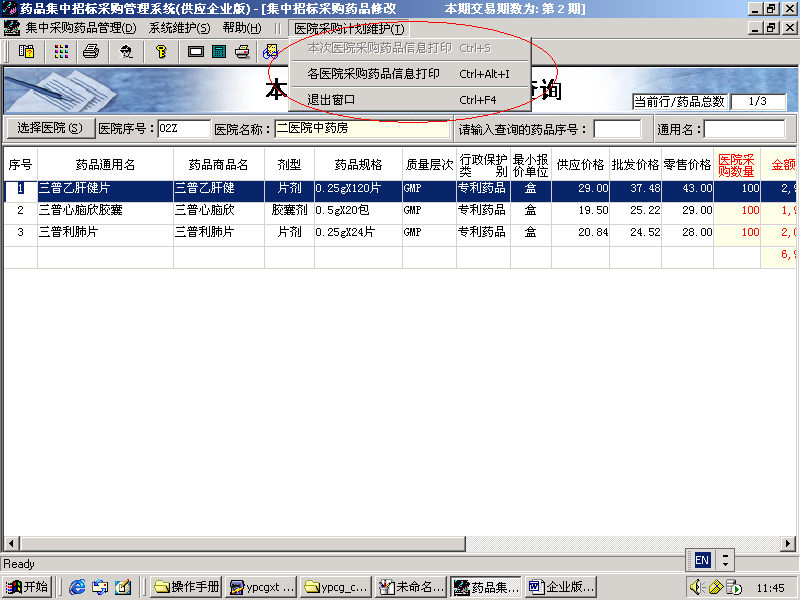 药品集中招标采购管理系统(供应企业版) - [集中招标采购药品修改 本期交易期数为: 第 2 期]
集中采购药品管理(D) 系统维护(S) 帮助(H) 医院采购计划维护(T)
本次医院采购药品信息打印 Ctrl+S
各医院采购药品信息打印 Ctrl+Alt+I
退出窗口 Ctrl+F4
本 查询
当前行/药品总数 1/3
选择医院(S) 医院序号: 02Z 医院名称: 二医院中药房 请输入查询的药品序号: 通用名:
序号 药品通用名 药品商品名 剂型 药品规格 质量层次 行政保护类别 最小报价单位 供应价格 批发价格 零售价格 医院采购数量 金额
1 三普乙肝健片 三普乙肝健 片剂 0.25gX120片 GMP 专利药品 盒 29.00 37.48 43.00 100 2,9
2 三普心脑欣胶囊 三普心脑欣 胶囊剂 0.5gX20包 GMP 专利药品 盒 19.50 25.22 29.00 100 1,9
3 三普利肺片 三普利肺片 片剂 0.25gX24片 GMP 专利药品 盒 20.84 24.52 28.00 100 2,0
6,9
Ready
EN
开始 操作手册 ypcgxt ... ypcg_c... 未命名... 药品集... 企业版... 11:45